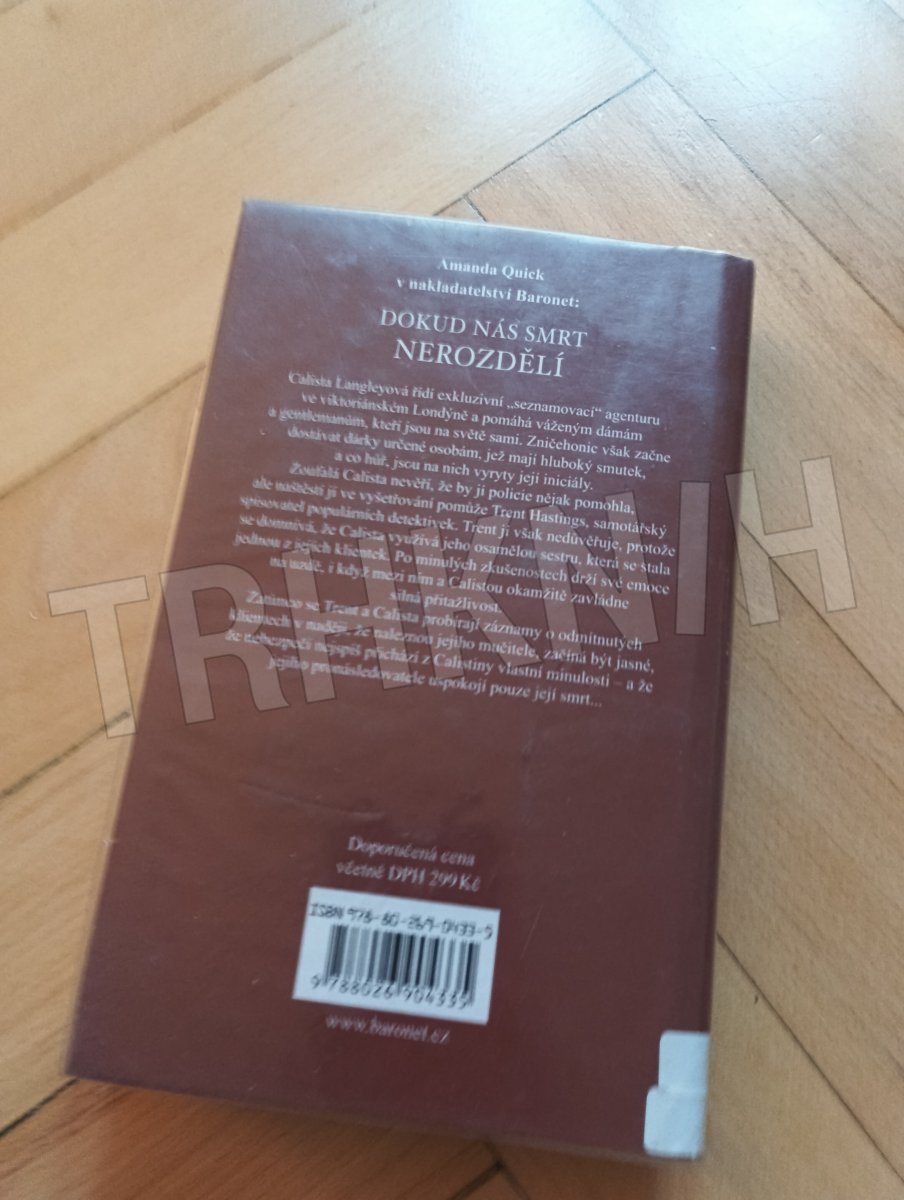 Amanda Quick
v nakladatelství Baronet:
DOKUD NÁS SMRT
NEROZDĚLÍ
Calista Langleyová řídí exkluzivní „seznamovací“ agenturu
ve viktoriánském Londýně a pomáhá váženým dámám
a gentlemanům, kteří jsou na světě sami. Zničehonic však začne
dostávat dárky určené osobám, jež mají hluboký smutek,
a co hůř, jsou na nich vyryty její iniciály.
Zoufalá Calista nevěří, že by jí policie nějak pomohla,
ale naštěstí jí ve vyšetřování pomůže Trent Hastings, samotářský
spisovatel populárních detektivek. Trent jí však nedůvěřuje, protože
se domnívá, že Calista využívá jeho osamělou sestru, která se stala
jednou z jejích klientek. Po minulých zkušenostech drží své emoce
na uzdě, i když mezi ním a Calistou okamžitě zavládne
silná přitažlivost.
Zatímco se Trent a Calista probírají záznamy o odmítnutých
klientech v naději, že naleznou jejího mučitele, začíná být jasné,
že nebezpečí nejspíš přichází z Calistiny vlastní minulosti – a že
jejího pronásledovatele uspokojí pouze její smrt...
TRHKNIH
Doporučená cena
včetně DPH 299 Kč
ISBN 978-80-269-0433-5
9 788026 904335
www.baronet.cz